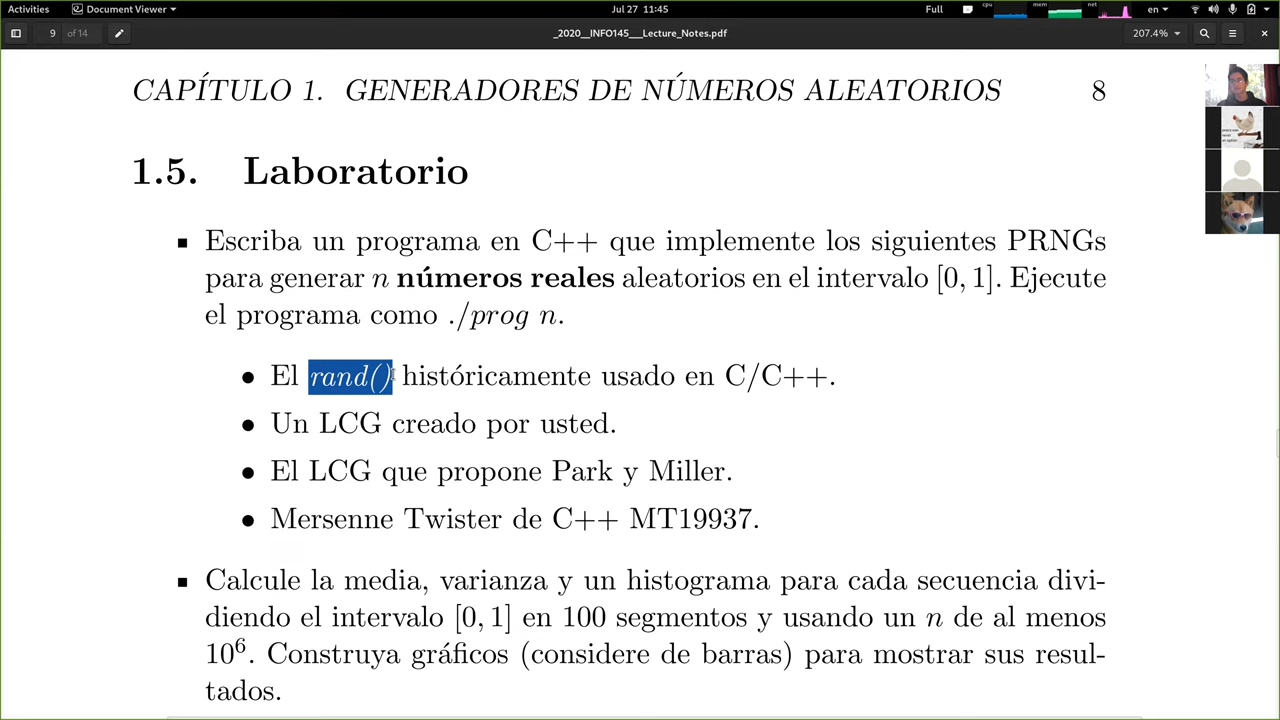 Activities Document Viewer Jul 27 11:45 Full cpu mem net en
9 of 14 _2020__INFO145___Lecture_Notes.pdf 207.4%
CAPÍTULO 1. GENERADORES DE NÚMEROS ALEATORIOS 8
1.5. Laboratorio
Escriba un programa en C++ que implemente los siguientes PRNGs
para generar n números reales aleatorios en el intervalo [0, 1]. Ejecute
el programa como ./prog n.
• El rand() históricamente usado en C/C++.
• Un LCG creado por usted.
• El LCG que propone Park y Miller.
• Mersenne Twister de C++ MT19937.
Calcule la media, varianza y un histograma para cada secuencia divi-
diendo el intervalo [0, 1] en 100 segmentos y usando un n de al menos
10⁶. Construya gráficos (considere de barras) para mostrar sus resul-
tados.